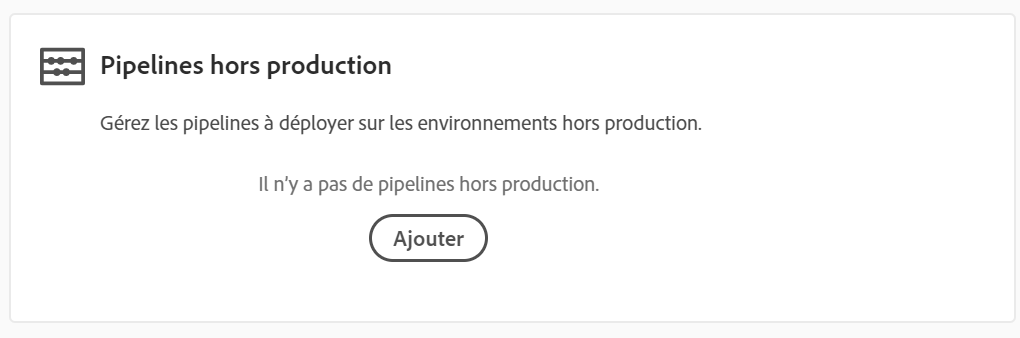 Pipelines hors production
Gérez les pipelines à déployer sur les environnements hors production.
Il n’y a pas de pipelines hors production.
Ajouter